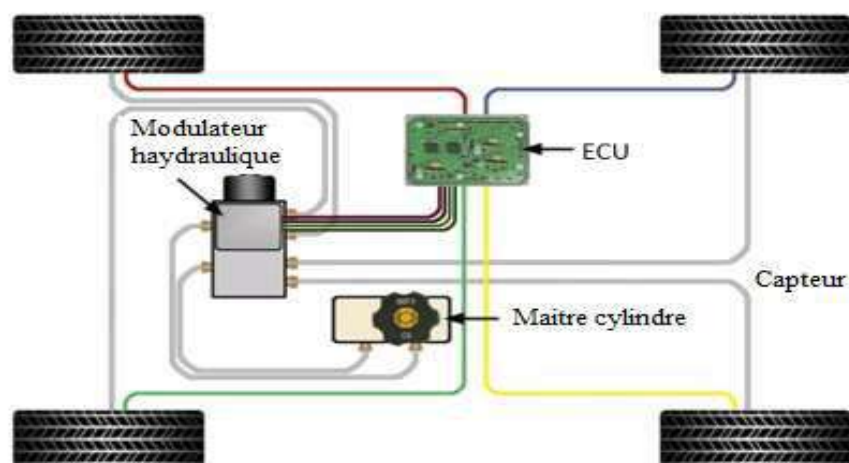 Modulateur
haydraulique
ECU
Capteur
Maitre cylindre